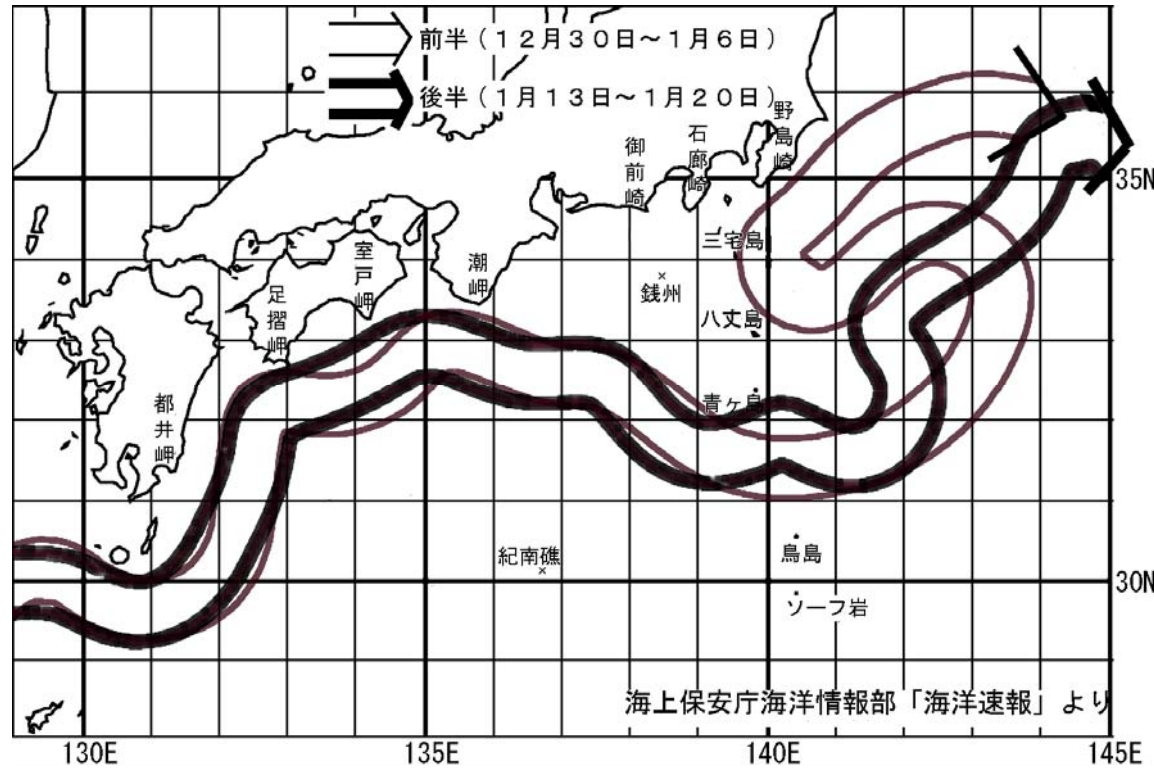 前半（１２月３０日～１月６日）
後半（１月１３日～１月２０日）
野島崎
石廊崎
御前崎
35N
三宅島
潮岬
室戸岬
銭州
足摺岬
八丈島
青ヶ島
都井岬
紀南礁
鳥島
30N
ソーフ岩
海上保安庁海洋情報部「海洋速報」より
130E
135E
140E
145E